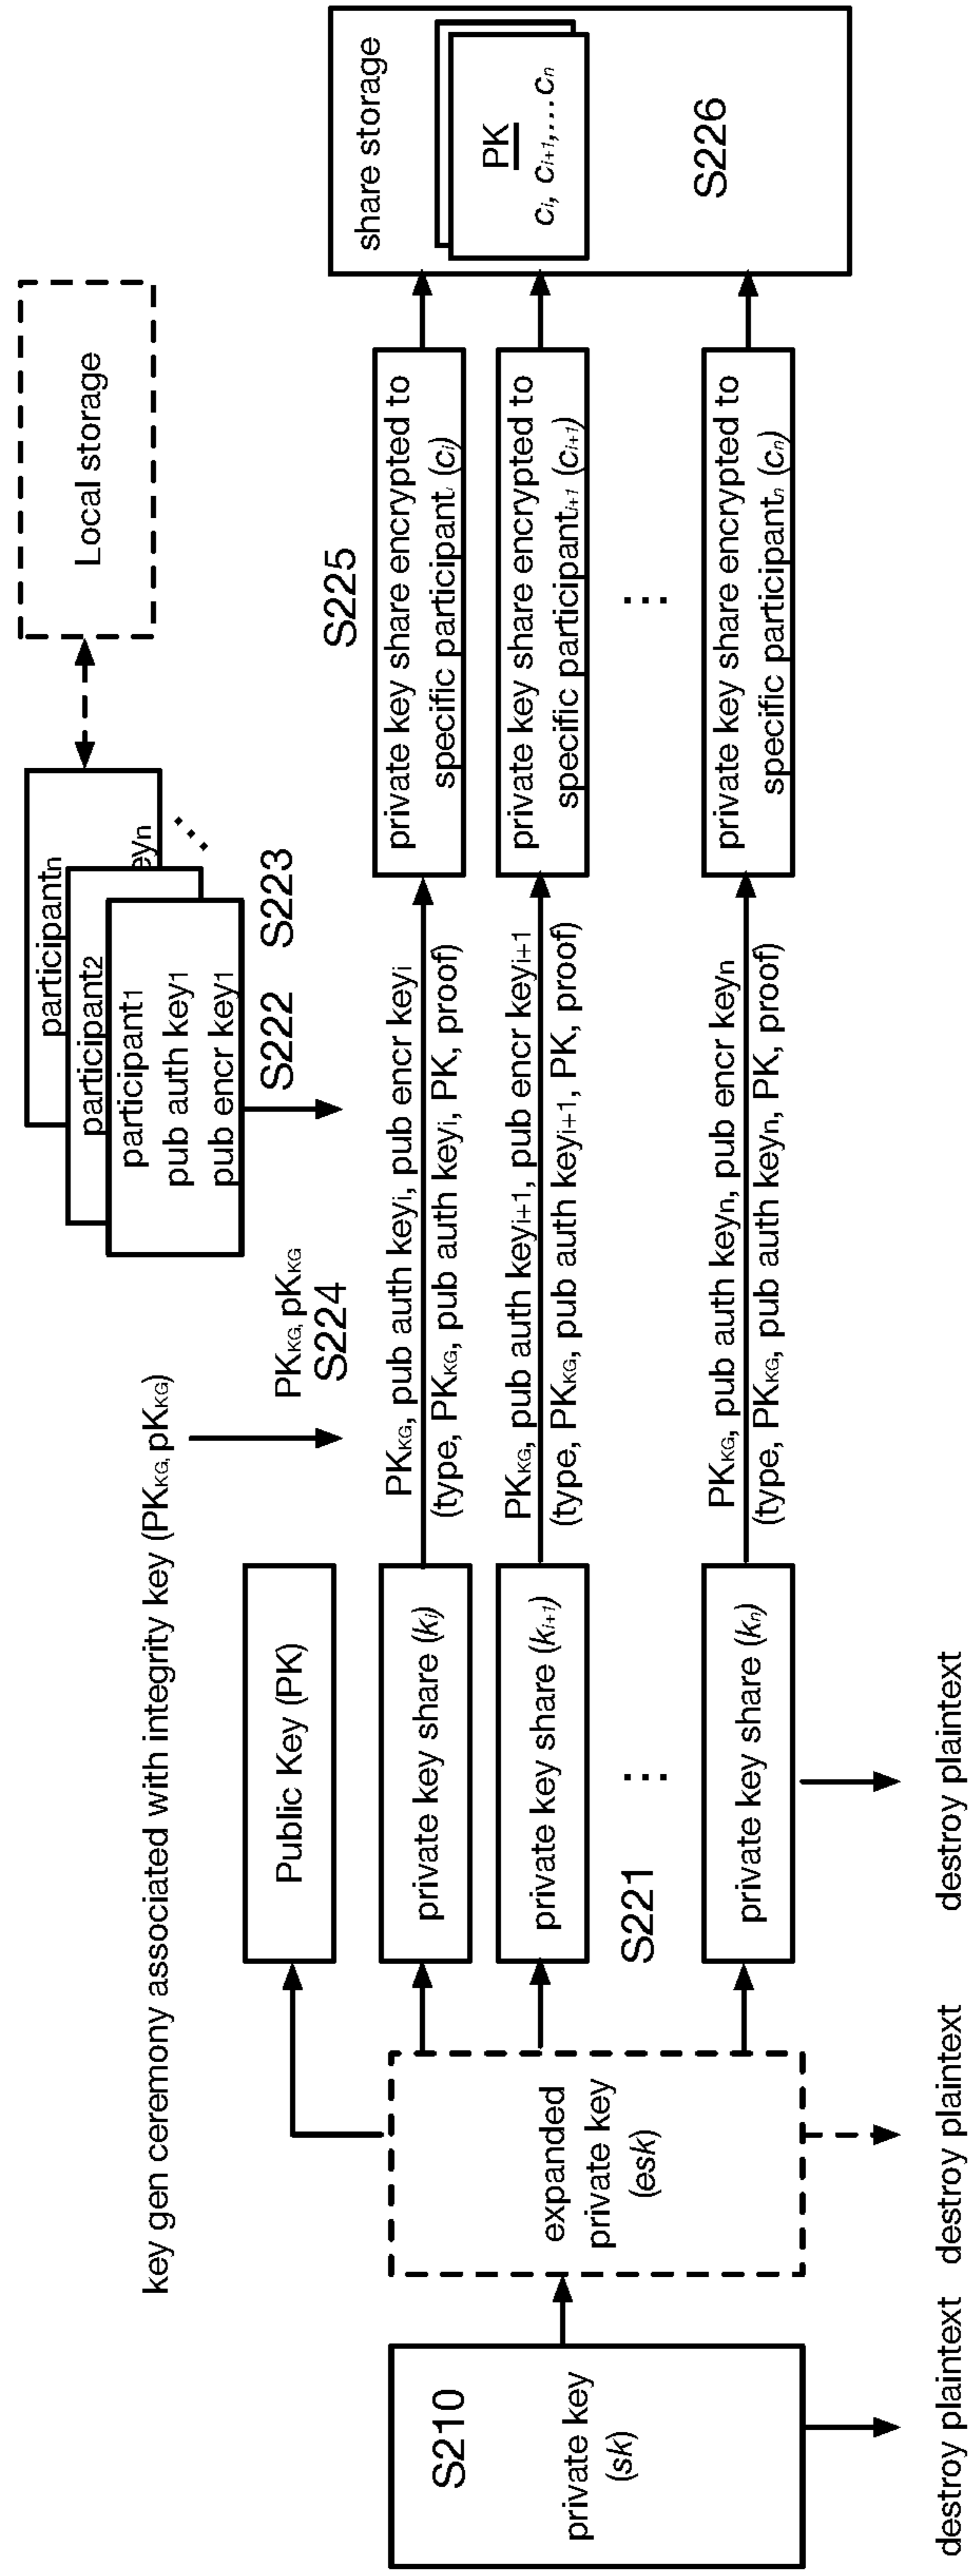 key gen ceremony associated with integrity key (PKKG, pKKG)
S210
private key
(sk)
destroy plaintext
expanded
private key
(esk)
destroy plaintext
Public Key (PK)
private key share (ki)
private key share (ki+1)
S221
...
private key share (kn)
destroy plaintext
PKKG, pKKG
S224
participantn
eyn
participant2
participant1
pub auth key1
pub encr key1
...
S222
S223
Local storage
PKKG, pub auth keyi, pub encr keyi
(type, PKKG, pub auth keyi, PK, proof)
PKKG, pub auth keyi+1, pub encr keyi+1
(type, PKKG, pub auth keyi+1, PK, proof)
PKKG, pub auth keyn, pub encr keyn
(type, PKKG, pub auth keyn, PK, proof)
S225
private key share encrypted to
specific participanti (ci)
private key share encrypted to
specific participanti+1 (ci+1)
...
private key share encrypted to
specific participantn (cn)
share storage
PK
ci, ci+1,...cn
S226